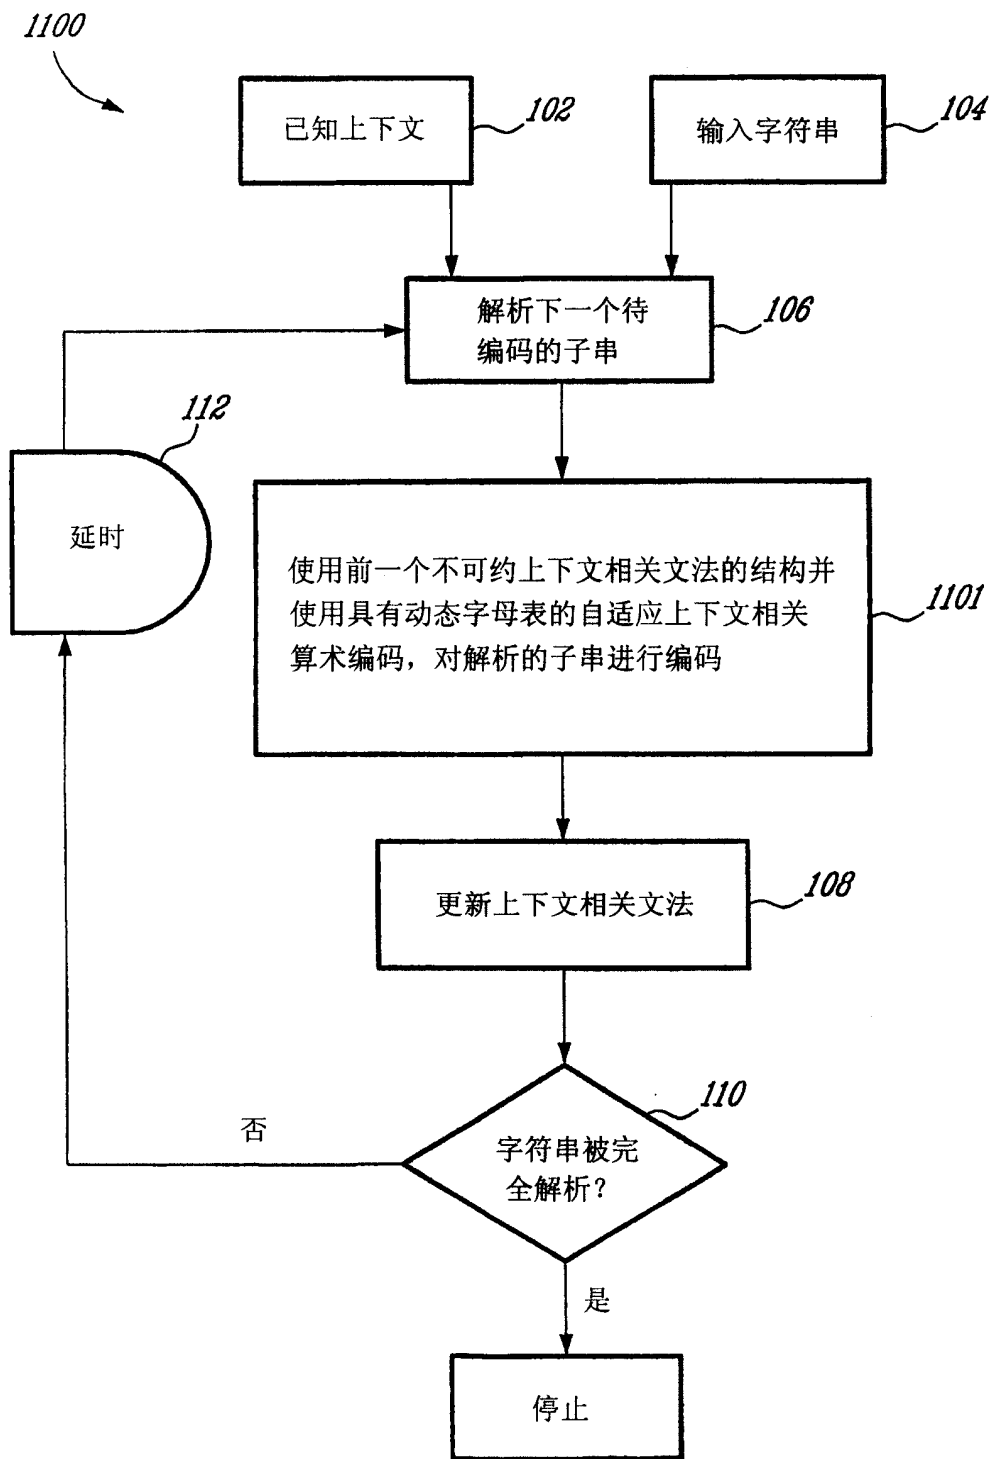 1100
已知上下文
102
输入字符串
104
解析下一个待
编码的子串
106
112
延时
使用前一个不可约上下文相关文法的结构并
使用具有动态字母表的自适应上下文相关
算术编码，对解析的子串进行编码
1101
更新上下文相关文法
108
110
否
字符串被完
全解析？
是
停止